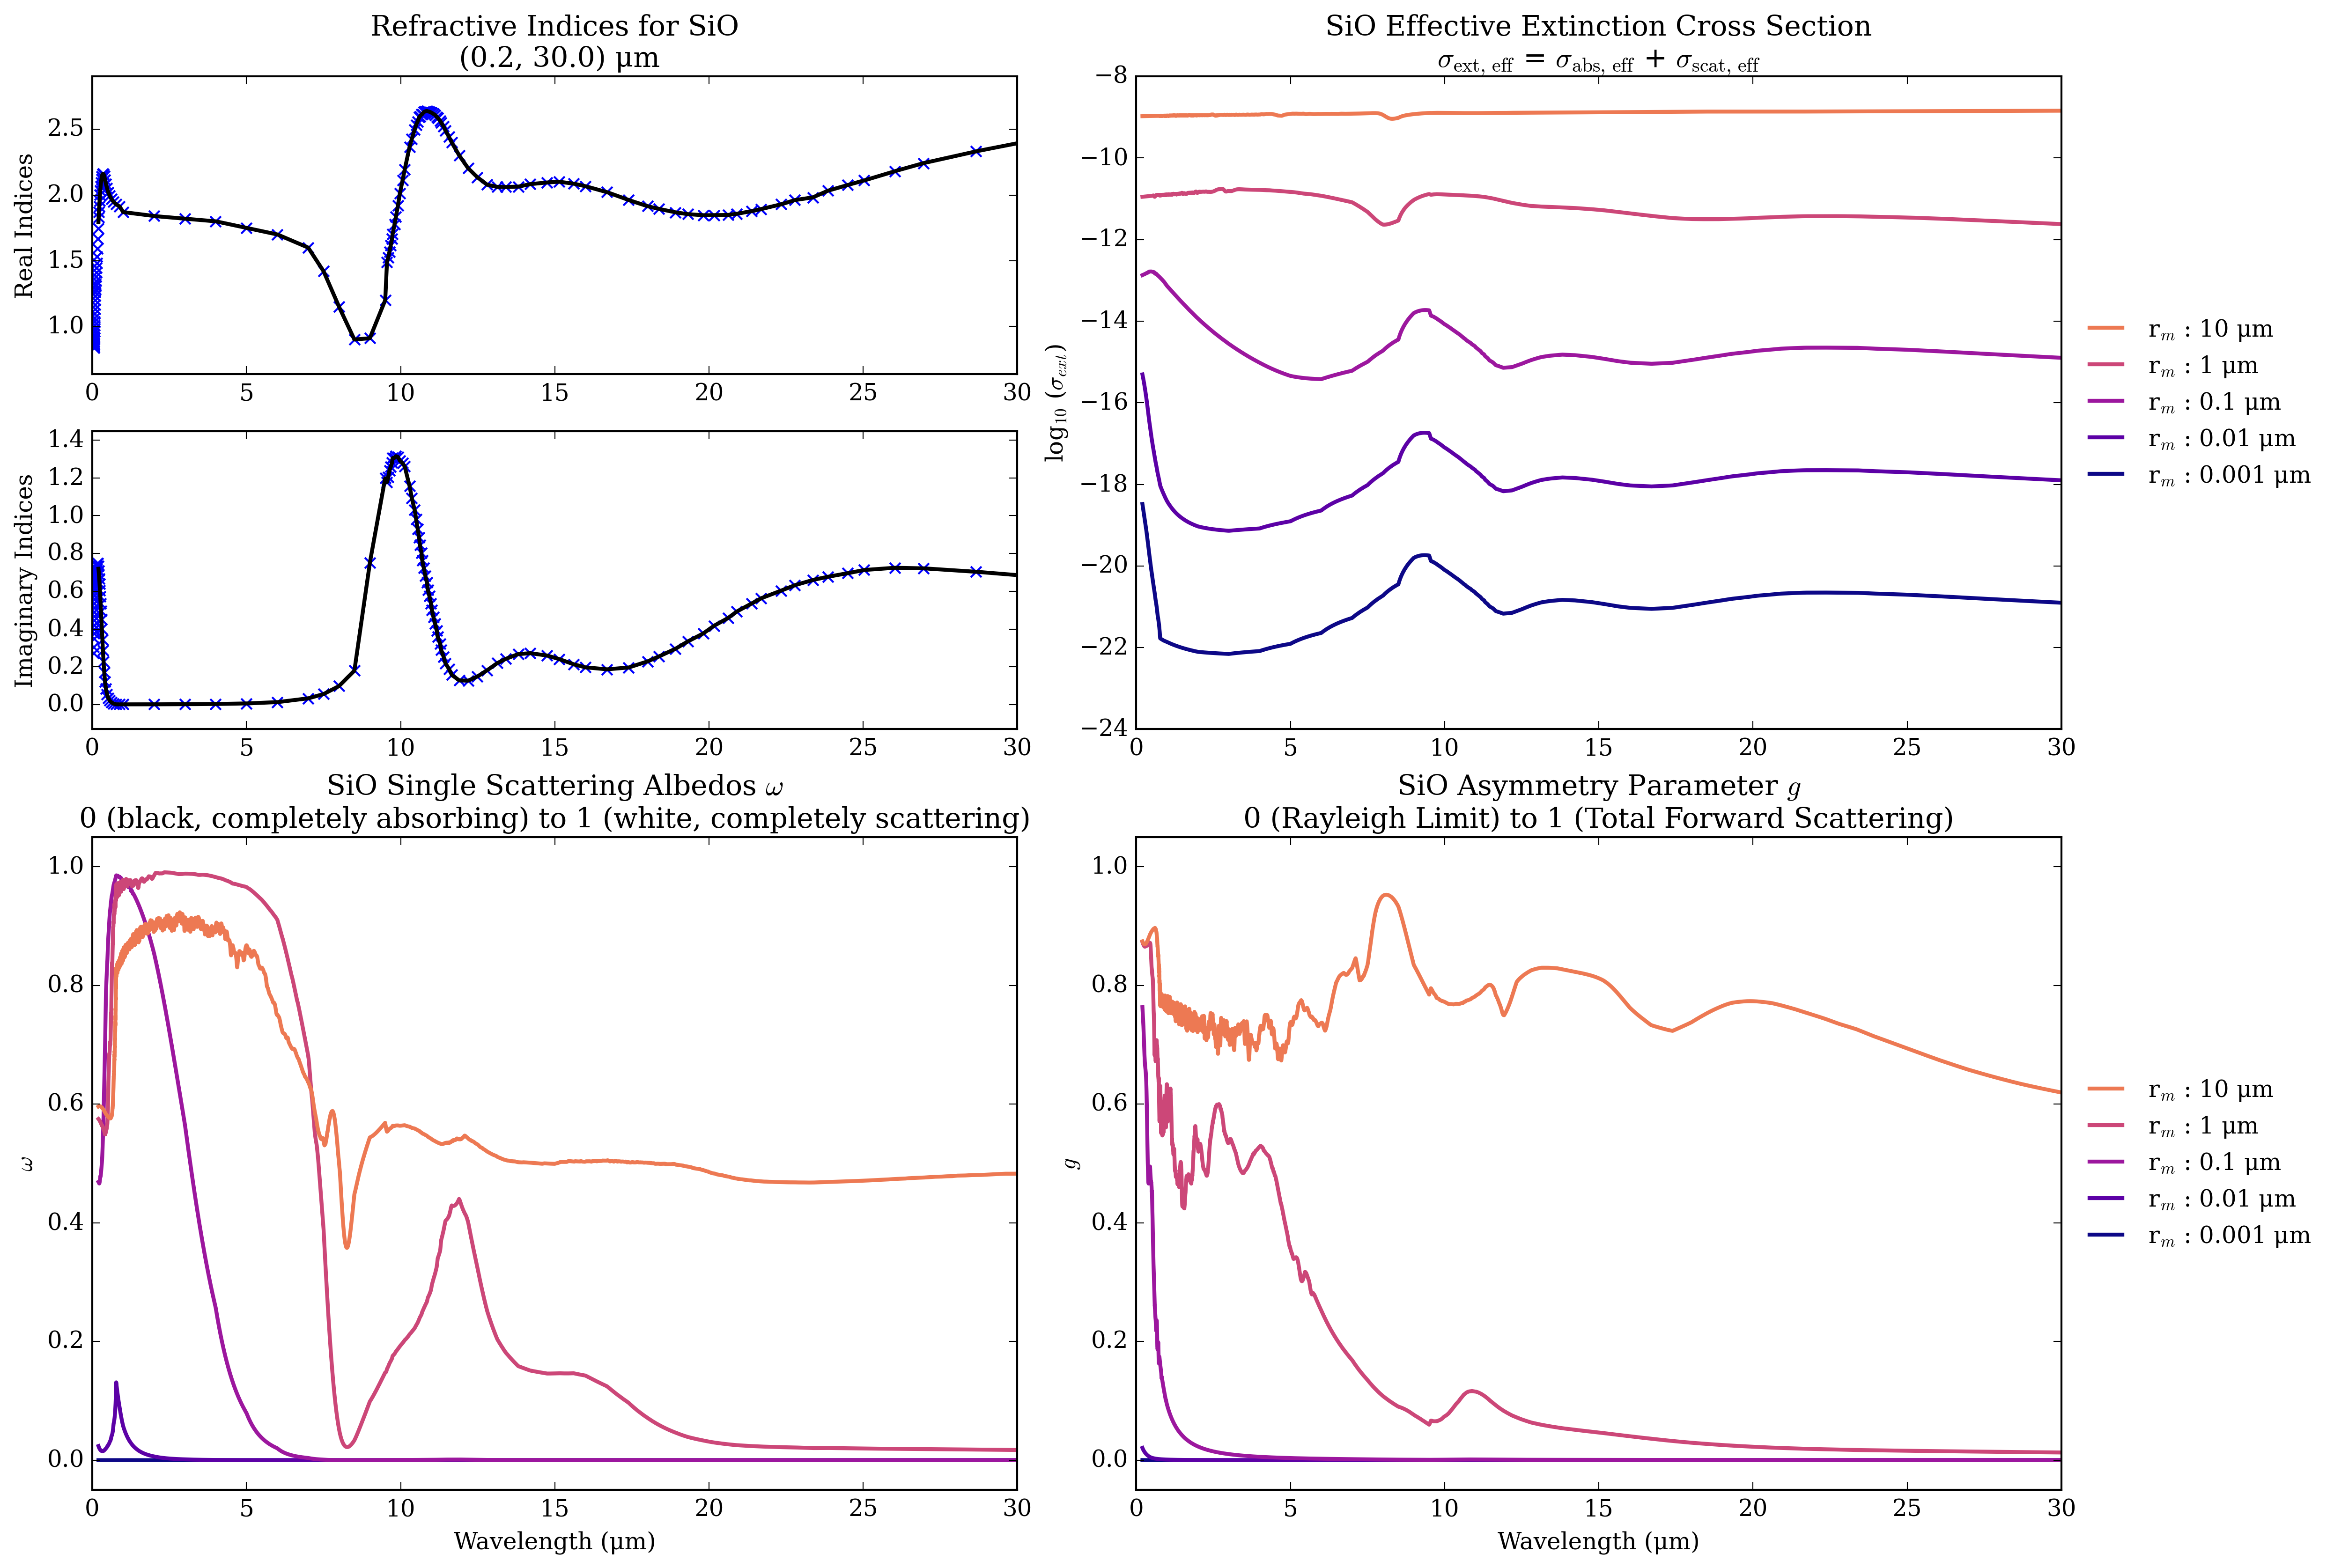 Refractive Indices for SiO
(0.2, 30.0) µm
Real Indices
2.5
2.0
1.5
1.0
0 5 10 15 20 25 30
Imaginary Indices
1.4
1.2
1.0
0.8
0.6
0.4
0.2
0.0
0 5 10 15 20 25 30
SiO Effective Extinction Cross Section
σext, eff = σabs, eff + σscat, eff
log10 (σext)
−8
−10
−12
−14
−16
−18
−20
−22
−24
0 5 10 15 20 25 30
rm : 10 µm
rm : 1 µm
rm : 0.1 µm
rm : 0.01 µm
rm : 0.001 µm
SiO Single Scattering Albedos ω
0 (black, completely absorbing) to 1 (white, completely scattering)
ω
1.0
0.8
0.6
0.4
0.2
0.0
0 5 10 15 20 25 30
Wavelength (µm)
SiO Asymmetry Parameter g
0 (Rayleigh Limit) to 1 (Total Forward Scattering)
g
1.0
0.8
0.6
0.4
0.2
0.0
0 5 10 15 20 25 30
Wavelength (µm)
rm : 10 µm
rm : 1 µm
rm : 0.1 µm
rm : 0.01 µm
rm : 0.001 µm